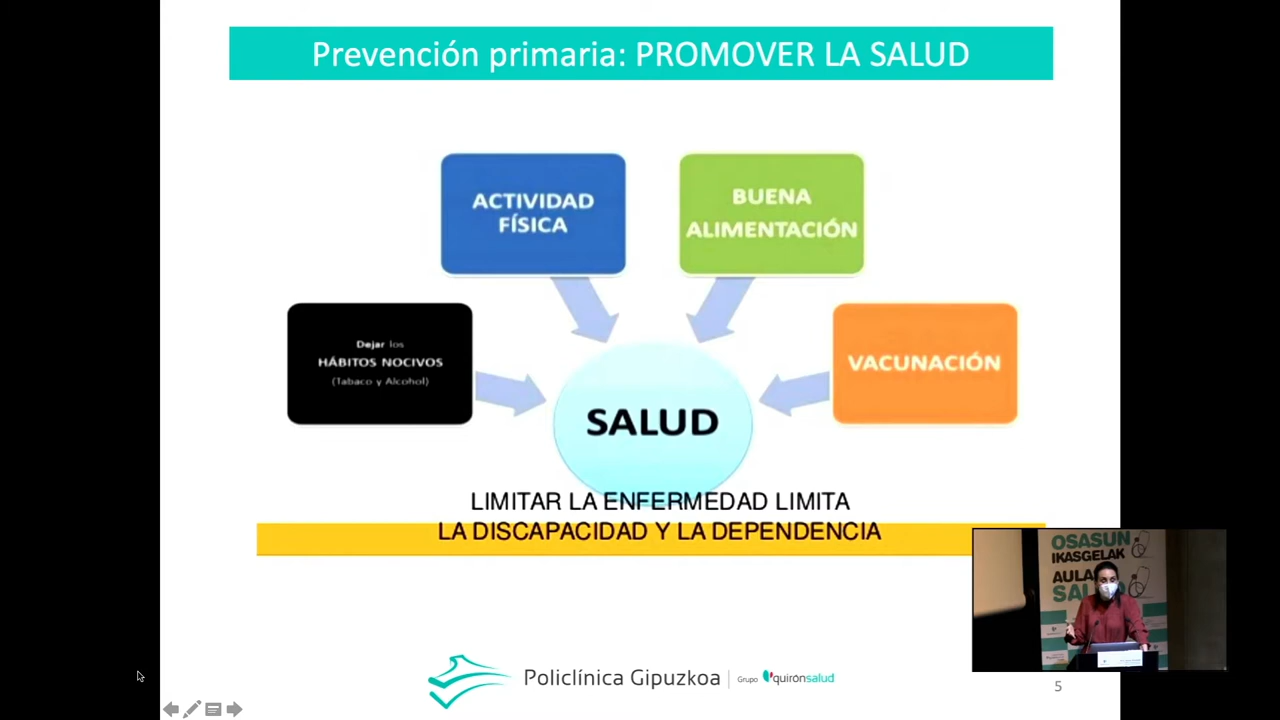 Prevención primaria: PROMOVER LA SALUD
ACTIVIDAD
FÍSICA
BUENA
ALIMENTACIÓN
Dejar los
HÁBITOS NOCIVOS
(Tabaco y Alcohol)
VACUNACIÓN
SALUD
LIMITAR LA ENFERMEDAD LIMITA
LA DISCAPACIDAD Y LA DEPENDENCIA
OSASUN
IKASGELAK
AULA
SAL
Policlínica Gipuzkoa
Grupo quirónsalud
5